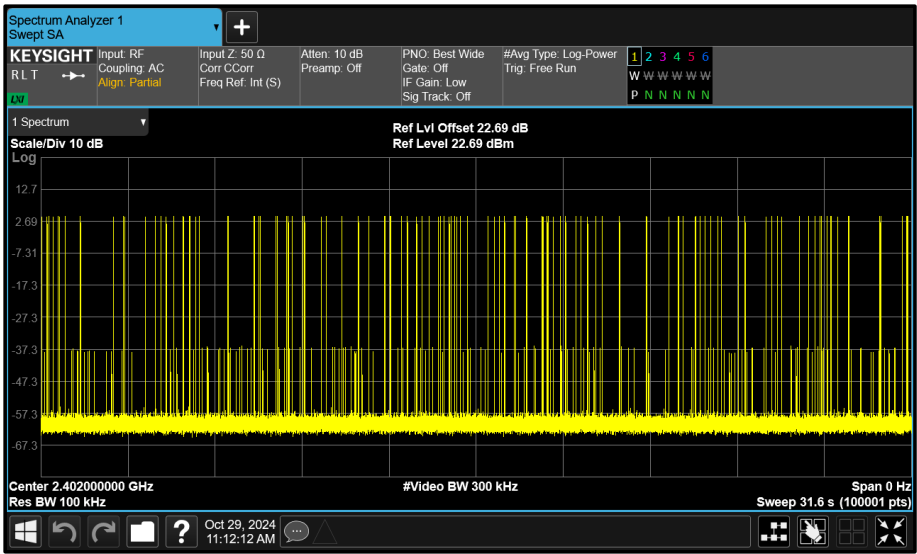 Spectrum Analyzer 1
Swept SA
+
KEYSIGHT
RLT
LXI
Input: RF
Coupling: AC
Align: Partial
Input Z: 50 Ω
Corr CCorr
Freq Ref: Int (S)
Atten: 10 dB
Preamp: Off
PNO: Best Wide
Gate: Off
IF Gain: Low
Sig Track: Off
#Avg Type: Log-Power
Trig: Free Run
1 2 3 4 5 6
W W W W W W
P N N N N N
1 Spectrum
Scale/Div 10 dB
Ref Lvl Offset 22.69 dB
Ref Level 22.69 dBm
Log
12.7
2.69
-7.31
-17.3
-27.3
-37.3
-47.3
-57.3
-67.3
Center 2.402000000 GHz
#Video BW 300 kHz
Span 0 Hz
Res BW 100 kHz
Sweep 31.6 s (100001 pts)
?
Oct 29, 2024
11:12:12 AM